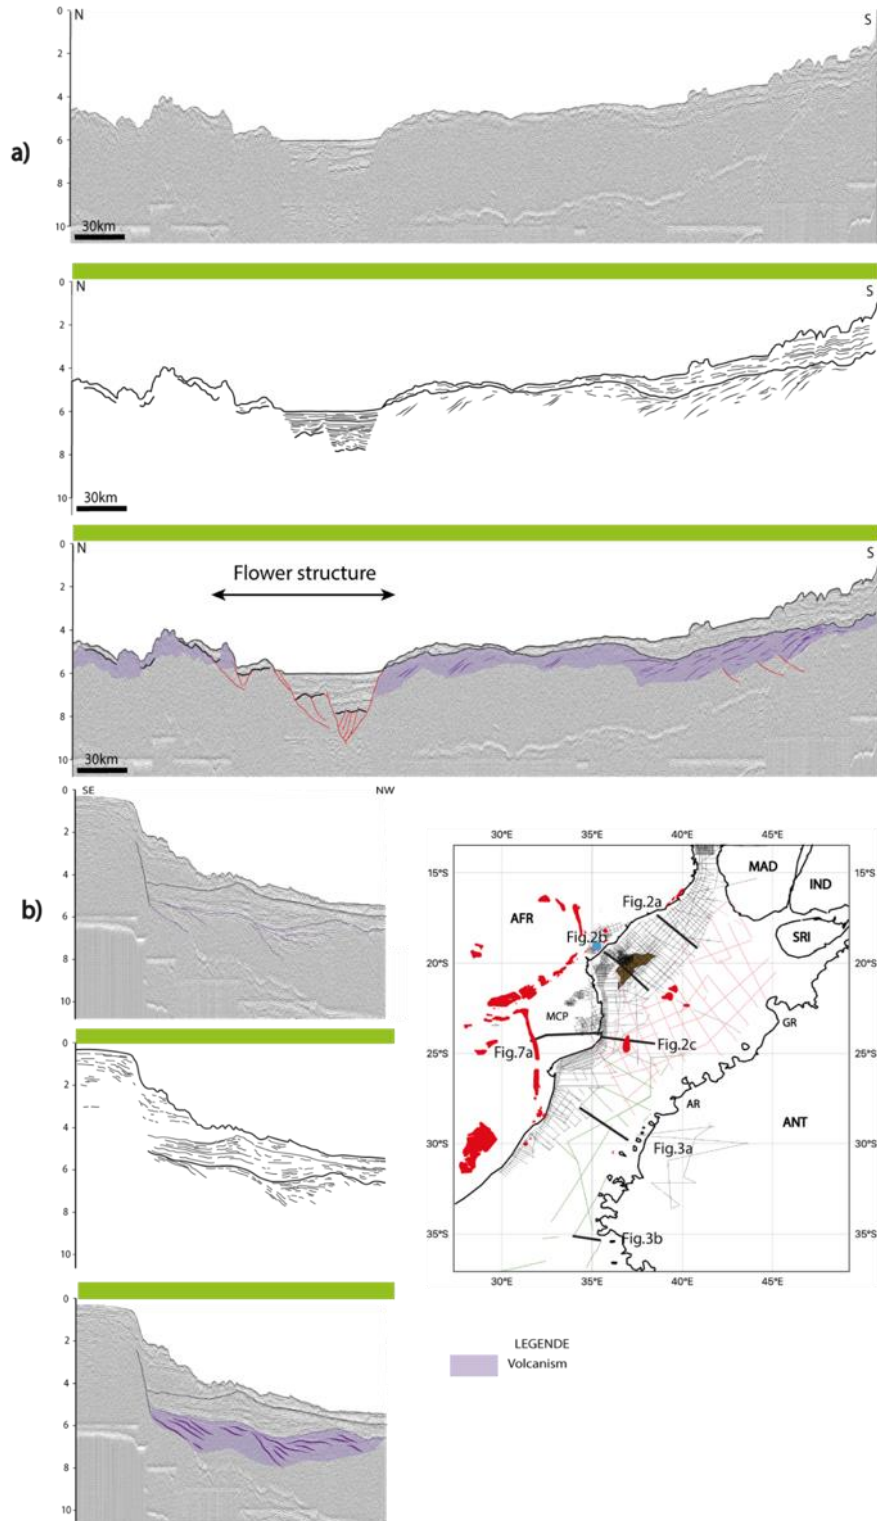 a)
N
S
0
2
4
6
8
10
30km
N
S
0
2
4
6
8
10
30km
N
S
Flower structure
0
2
4
6
8
10
30km
b)
SE
NW
0
2
4
6
8
10
0
2
4
6
8
10
0
2
4
6
8
10
30°E 35°E 40°E 45°E
15°S 15°S
MAD
IND
Fig.2a
AFR
SRI
Fig.2b
20°S 20°S
MCP
GR
Fig.7a
Fig.2c
25°S 25°S
AR
ANT
30°S 30°S
Fig.3a
35°S 35°S
Fig.3b
30°E 35°E 40°E 45°E
LEGENDE
Volcanism